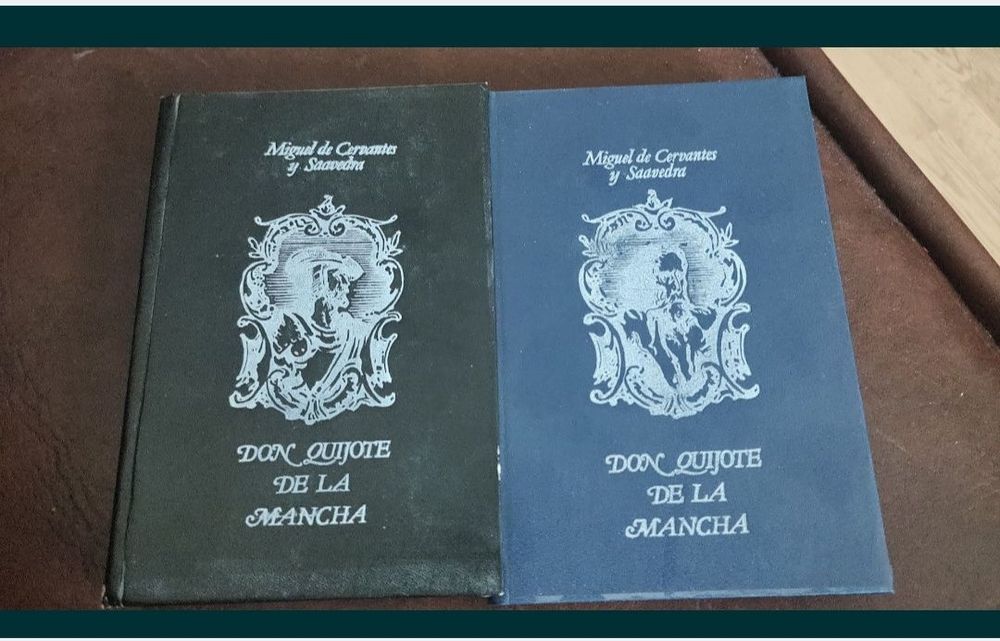 Miguel de Cervantes
y Saavedra
DON QUIJOTE
DE LA
MANCHA
Miguel de Cervantes
y Saavedra
DON QUIJOTE
DE LA
MANCHA